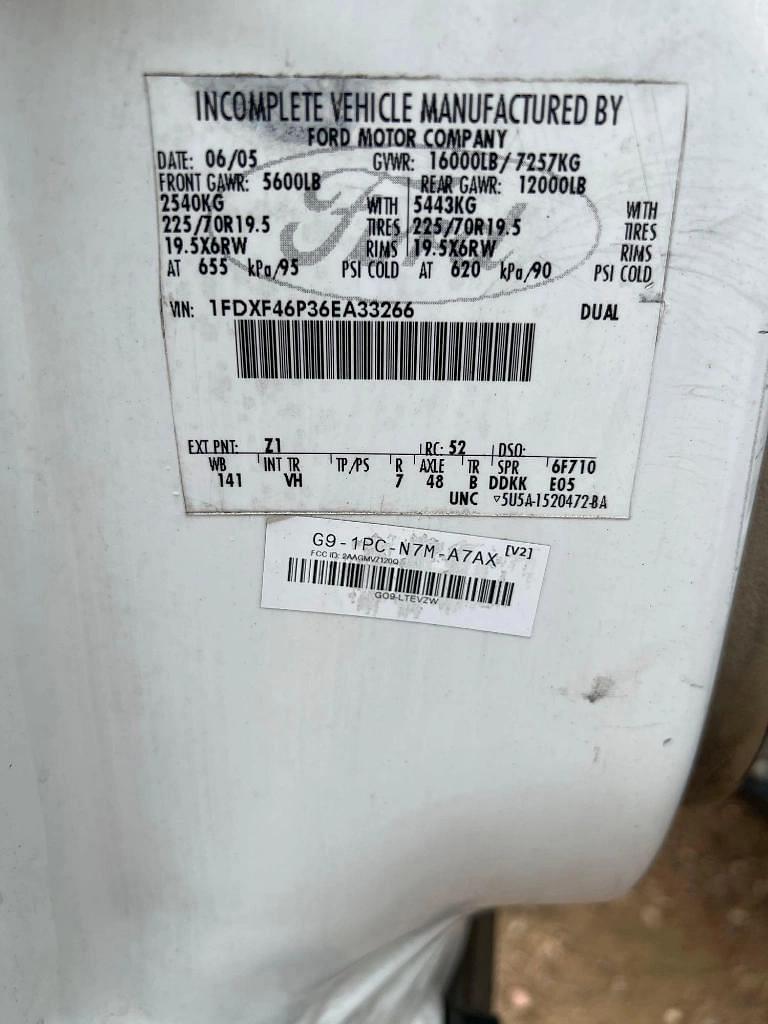 INCOMPLETE VEHICLE MANUFACTURED BY
FORD MOTOR COMPANY
DATE: 06/05 GVWR: 16000LB/ 7257KG
FRONT GAWR: 5600LB REAR GAWR: 12000LB
2540KG WITH 5443KG WITH
225/70R19.5 TIRES 225/70R19.5 TIRES
19.5X6RW RIMS 19.5X6RW RIMS
AT 655 kPa/95 PSI COLD AT 620 kPa/90 PSI COLD
VIN: 1FDXF46P36EA33266 DUAL
EXT PNT: Z1 RC: 52 DSO:
WB INT TR TP/PS R AXLE TR SPR 6F710
141 VH 7 48 B DDKK E05
UNC ▽5U5A-1520472-BA
G9-1PC-N7M-A7AX [V2]
FCC ID: 2AAGMVZ120Q
GO9-LTEVZW